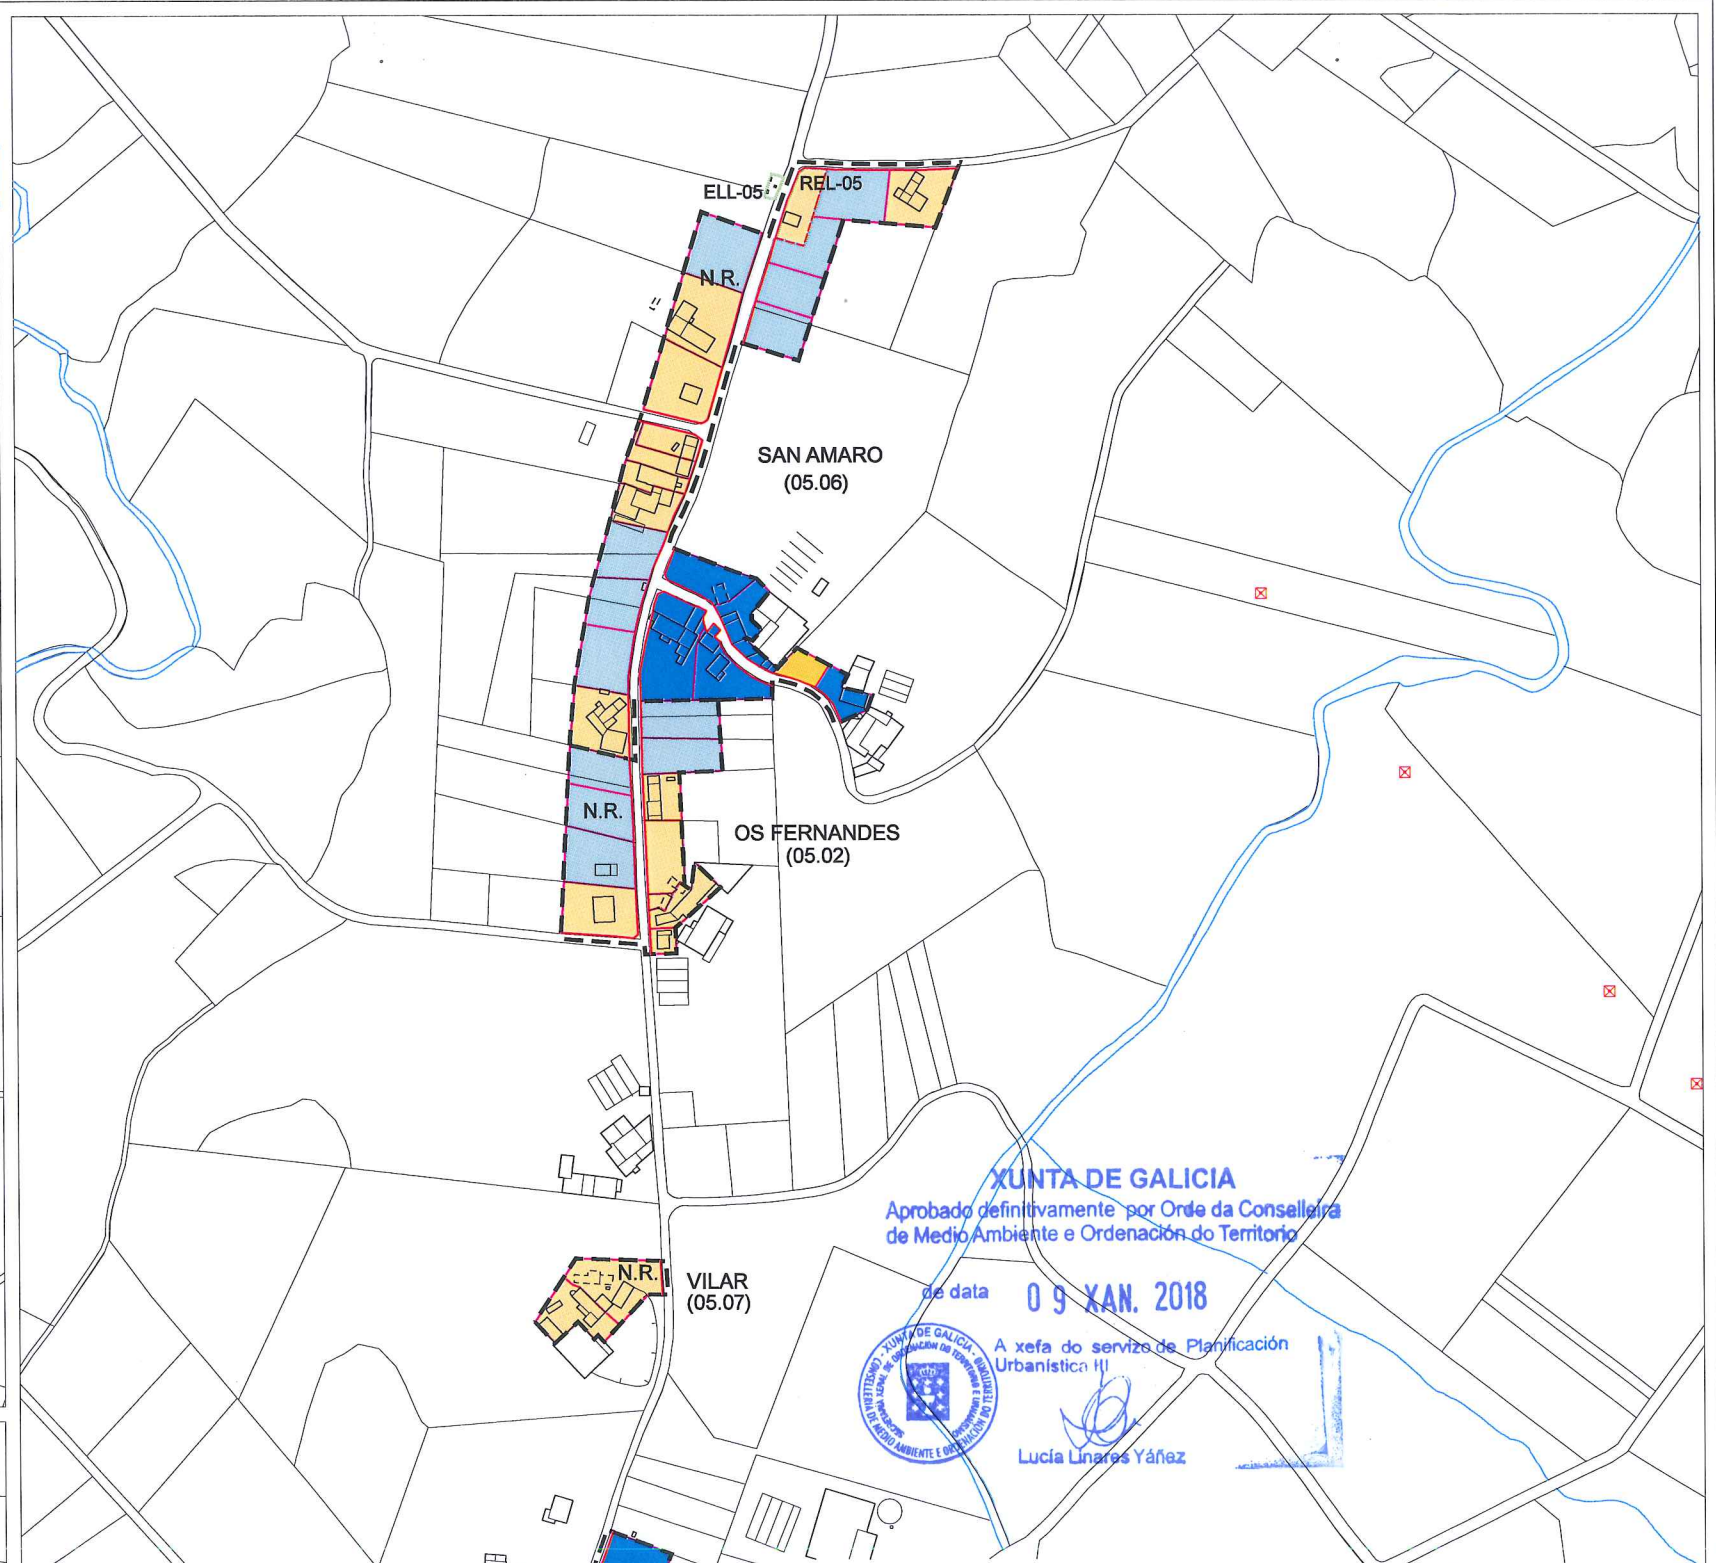 ELL-05
REL-05
N.R.
SAN AMARO
(05.06)
N.R.
OS FERNANDES
(05.02)
N.R.
VILAR
(05.07)
XUNTA DE GALICIA
Aprobado definitivamente por Orde da Conselleira
de Medio Ambiente e Ordenación do Territorio
de data 09 XAN. 2018
A xefa do servizo de Planificación
Urbanística III
Lucía Linares Yáñez